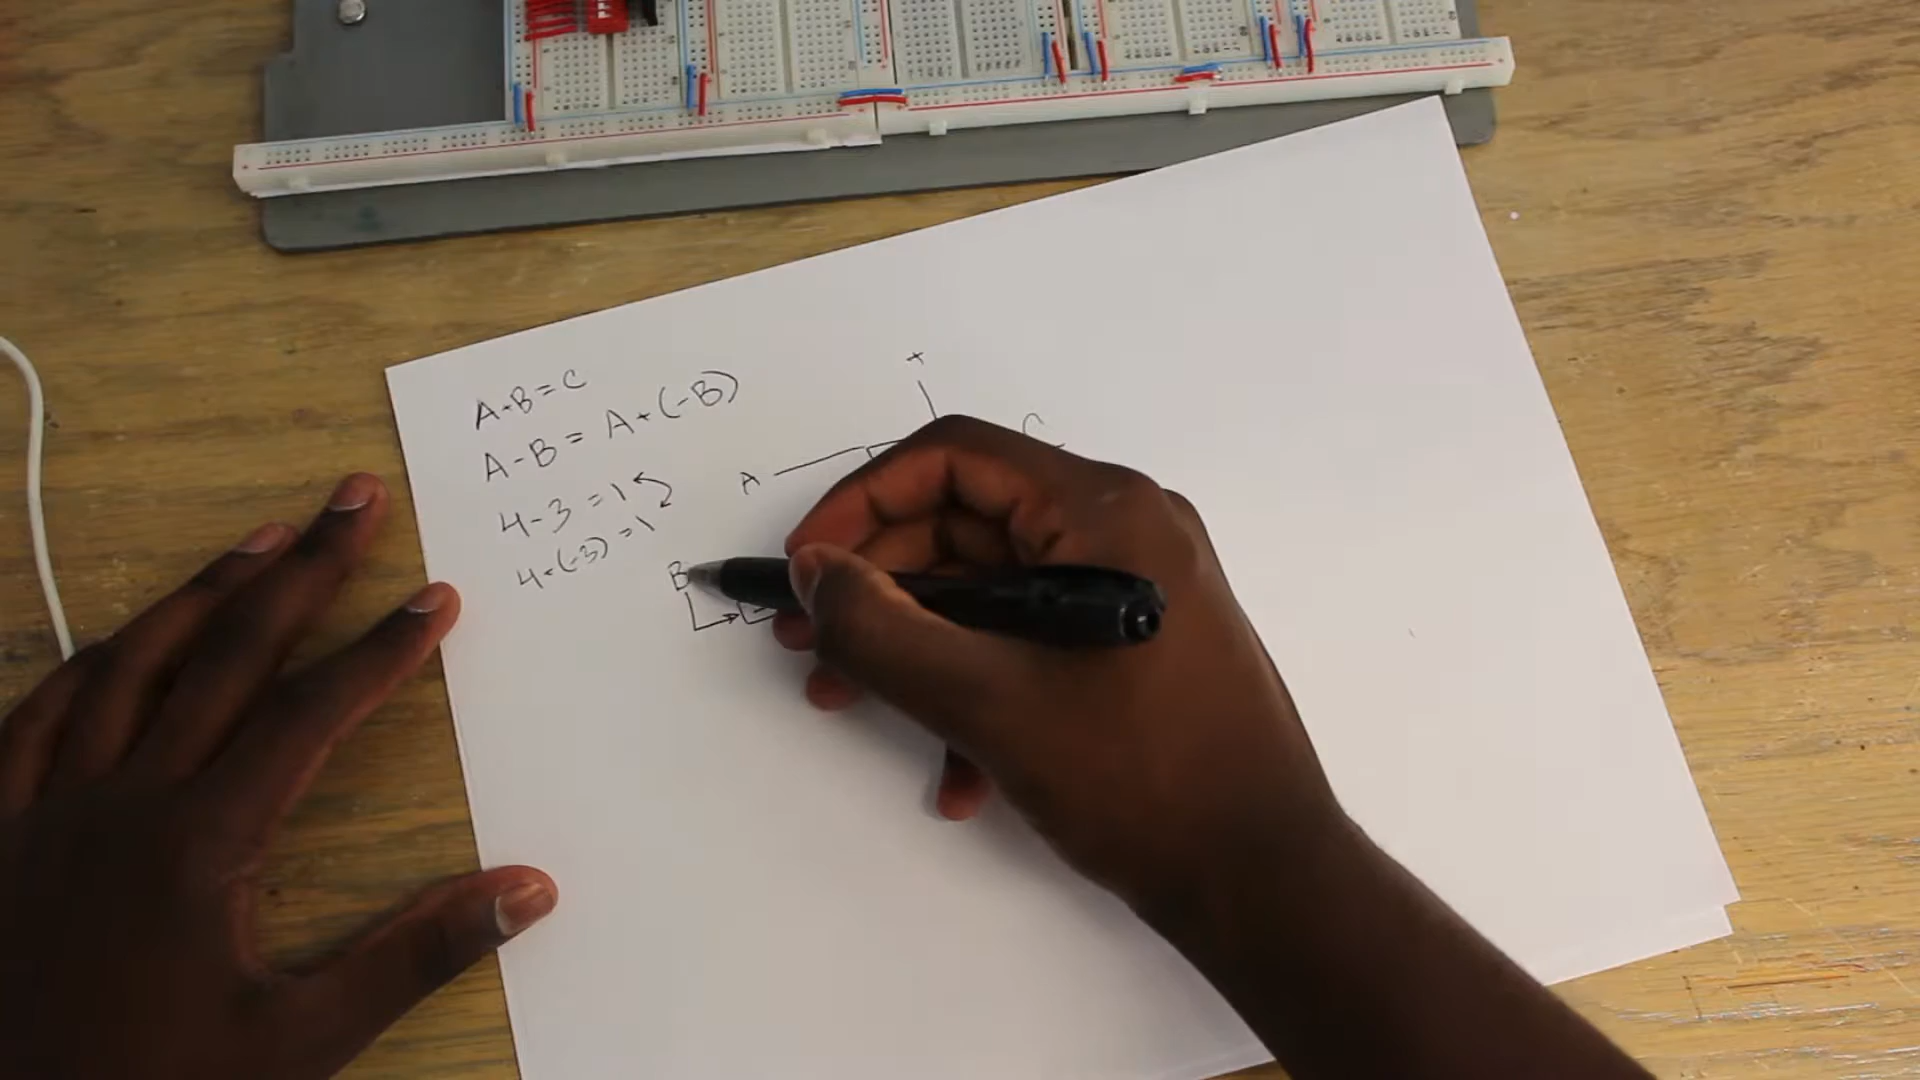 A+B=C
A-B = A+(-B)
4-3 =1
4+(-3) =1
+
C
A
B
-